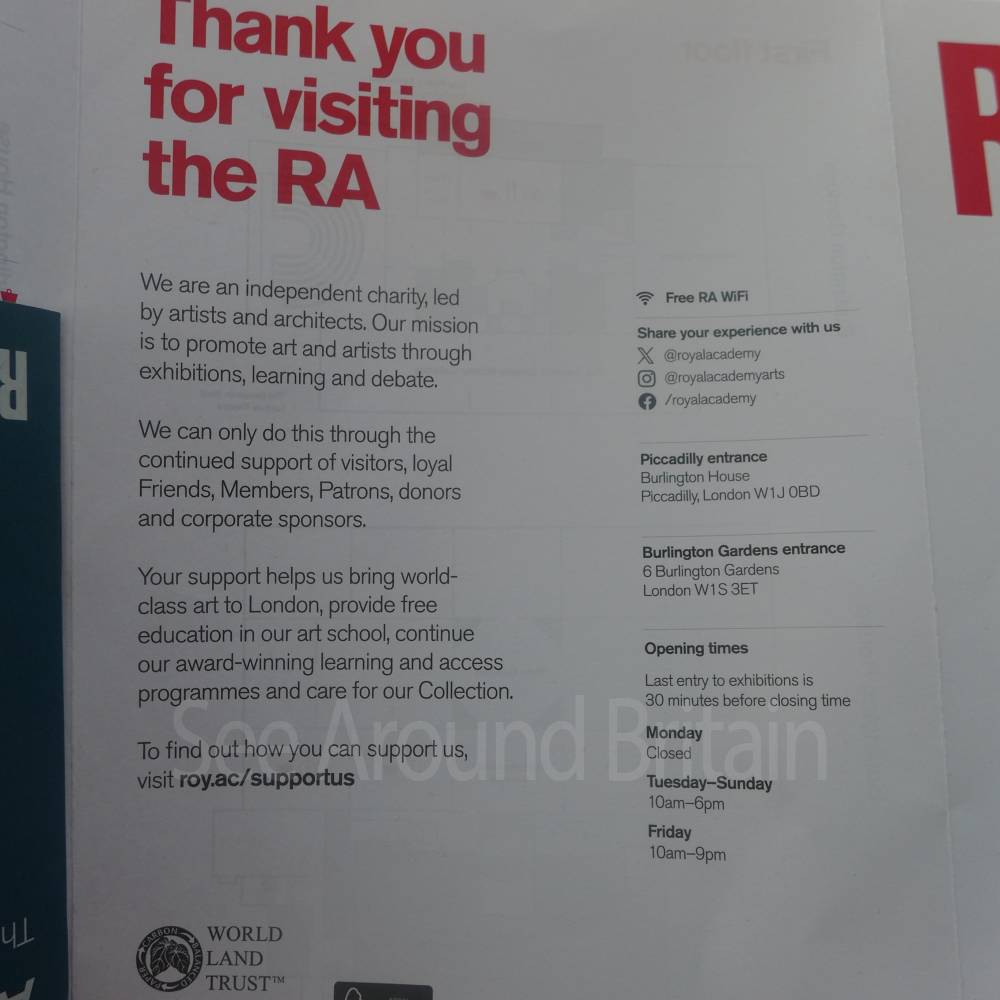 Thank you
for visiting
the RA
We are an independent charity, led
by artists and architects. Our mission
is to promote art and artists through
exhibitions, learning and debate.
We can only do this through the
continued support of visitors, loyal
Friends, Members, Patrons, donors
and corporate sponsors.
Your support helps us bring world-
class art to London, provide free
education in our art school, continue
our award-winning learning and access
programmes and care for our Collection.
To find out how you can support us,
visit roy.ac/supportus
CARBON BALANCED PAPER
WORLD
LAND
TRUST™
Free RA WiFi
Share your experience with us
@royalacademy
@royalacademyarts
/royalacademy
Piccadilly entrance
Burlington House
Piccadilly, London W1J 0BD
Burlington Gardens entrance
6 Burlington Gardens
London W1S 3ET
Opening times
Last entry to exhibitions is
30 minutes before closing time
Monday
Closed
Tuesday–Sunday
10am–6pm
Friday
10am–9pm
See Around Britain
First floor
R
R
Th